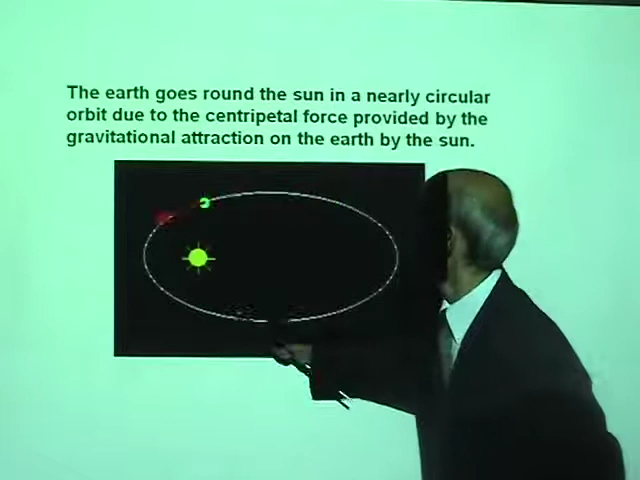 The earth goes round the sun in a nearly circular
orbit due to the centripetal force provided by the
gravitational attraction on the earth by the sun.